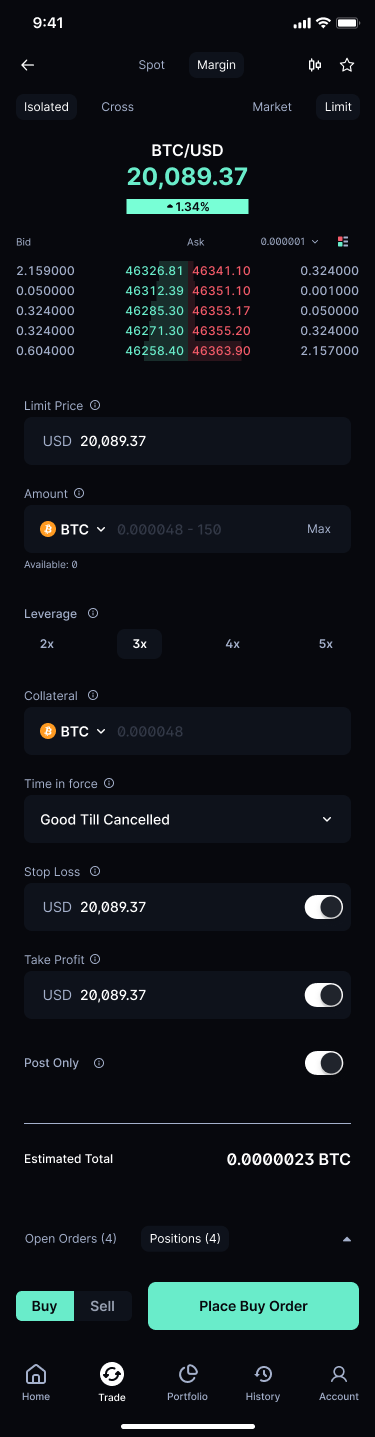 9:41
Spot Margin
Isolated Cross Market Limit
BTC/USD
20,089.37
1.34%
Bid Ask 0.000001
2.159000 46326.81 46341.10 0.324000
0.050000 46312.39 46351.10 0.001000
0.324000 46285.30 46353.17 0.050000
0.324000 46271.30 46355.20 0.324000
0.604000 46258.40 46363.90 2.157000
Limit Price
USD 20,089.37
Amount
BTC 0.000048 - 150 Max
Available: 0
Leverage
2x 3x 4x 5x
Collateral
BTC 0.000048
Time in force
Good Till Cancelled
Stop Loss
USD 20,089.37
Take Profit
USD 20,089.37
Post Only
Estimated Total 0.0000023 BTC
Open Orders (4) Positions (4)
Buy Sell Place Buy Order
Home Trade Portfolio History Account